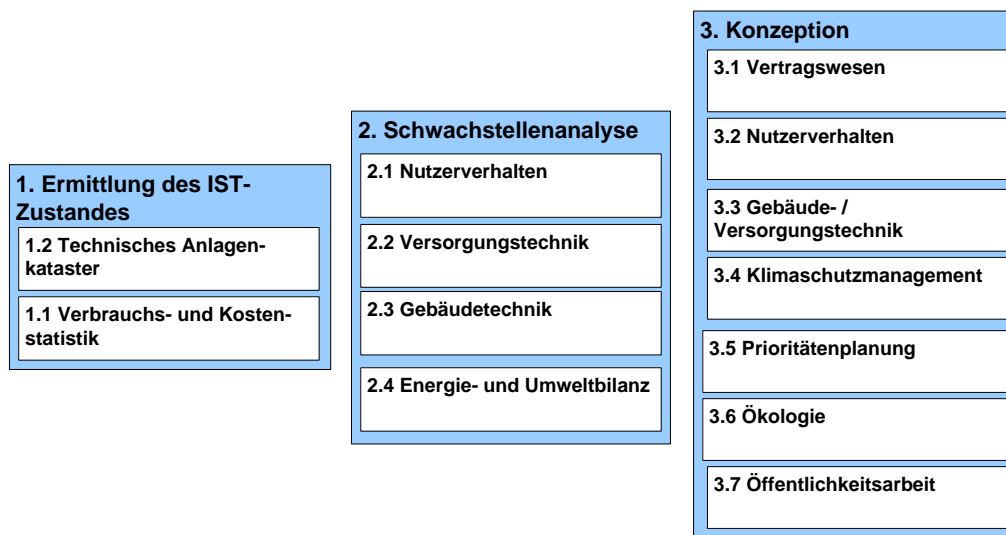 1. Ermittlung des IST-
Zustandes
1.2 Technisches Anlagen-
kataster
1.1 Verbrauchs- und Kosten-
statistik
2. Schwachstellenanalyse
2.1 Nutzerverhalten
2.2 Versorgungstechnik
2.3 Gebäudetechnik
2.4 Energie- und Umweltbilanz
3. Konzeption
3.1 Vertragswesen
3.2 Nutzerverhalten
3.3 Gebäude- /
Versorgungstechnik
3.4 Klimaschutzmanagement
3.5 Prioritätenplanung
3.6 Ökologie
3.7 Öffentlichkeitsarbeit